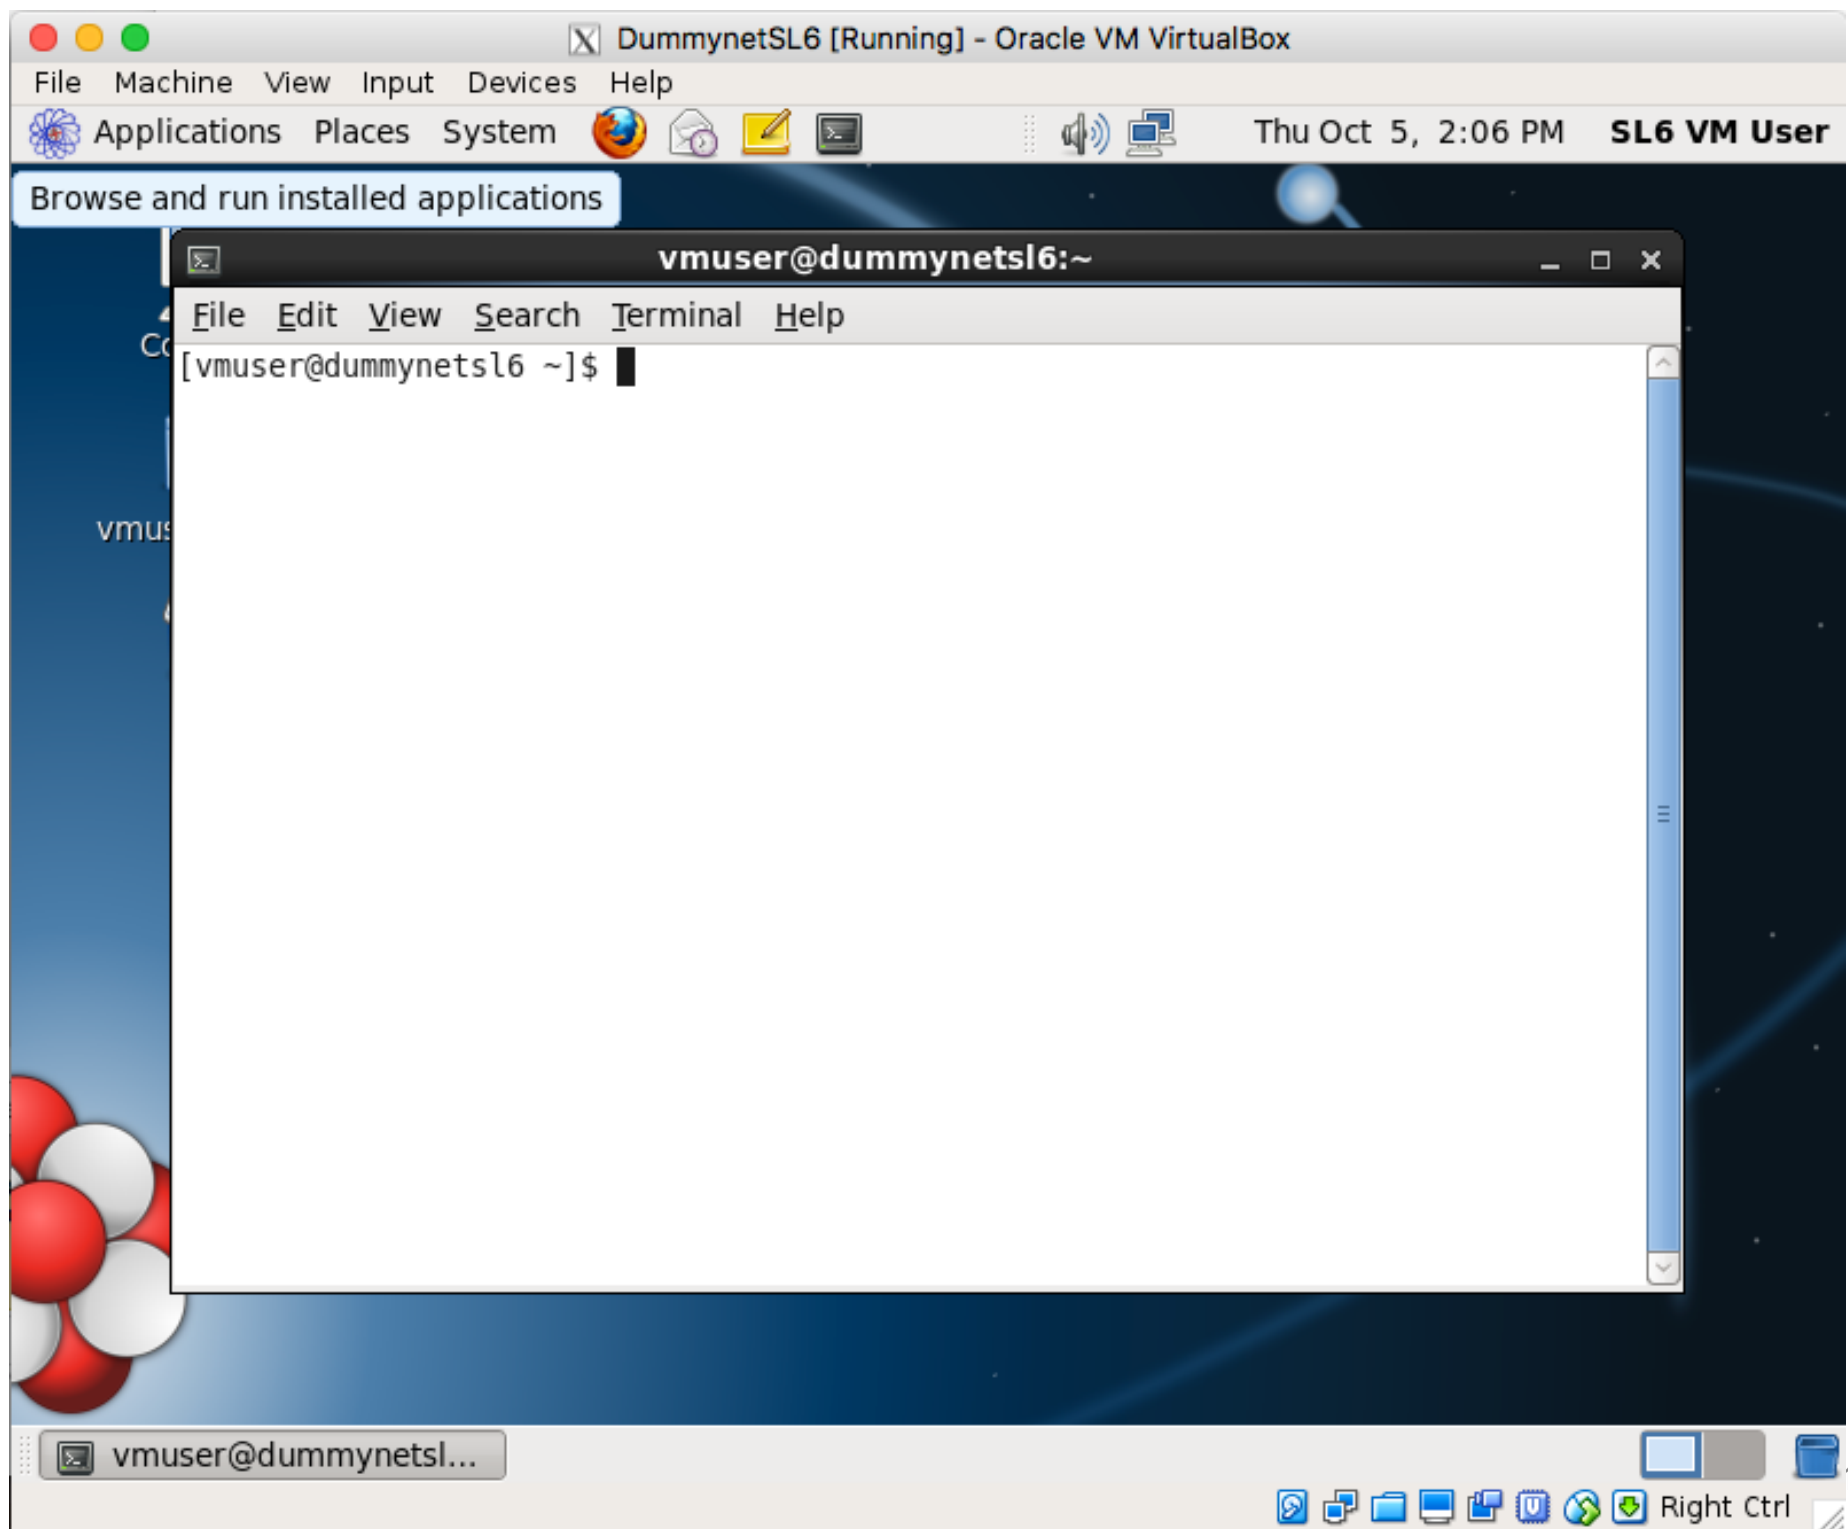 DummynetSL6 [Running] - Oracle VM VirtualBox
File Machine View Input Devices Help
Applications Places System Thu Oct 5, 2:06 PM SL6 VM User
Browse and run installed applications
vmuser@dummynetsl6:~
File Edit View Search Terminal Help
[vmuser@dummynetsl6 ~]$
vmuser@dummynetsl...
Right Ctrl